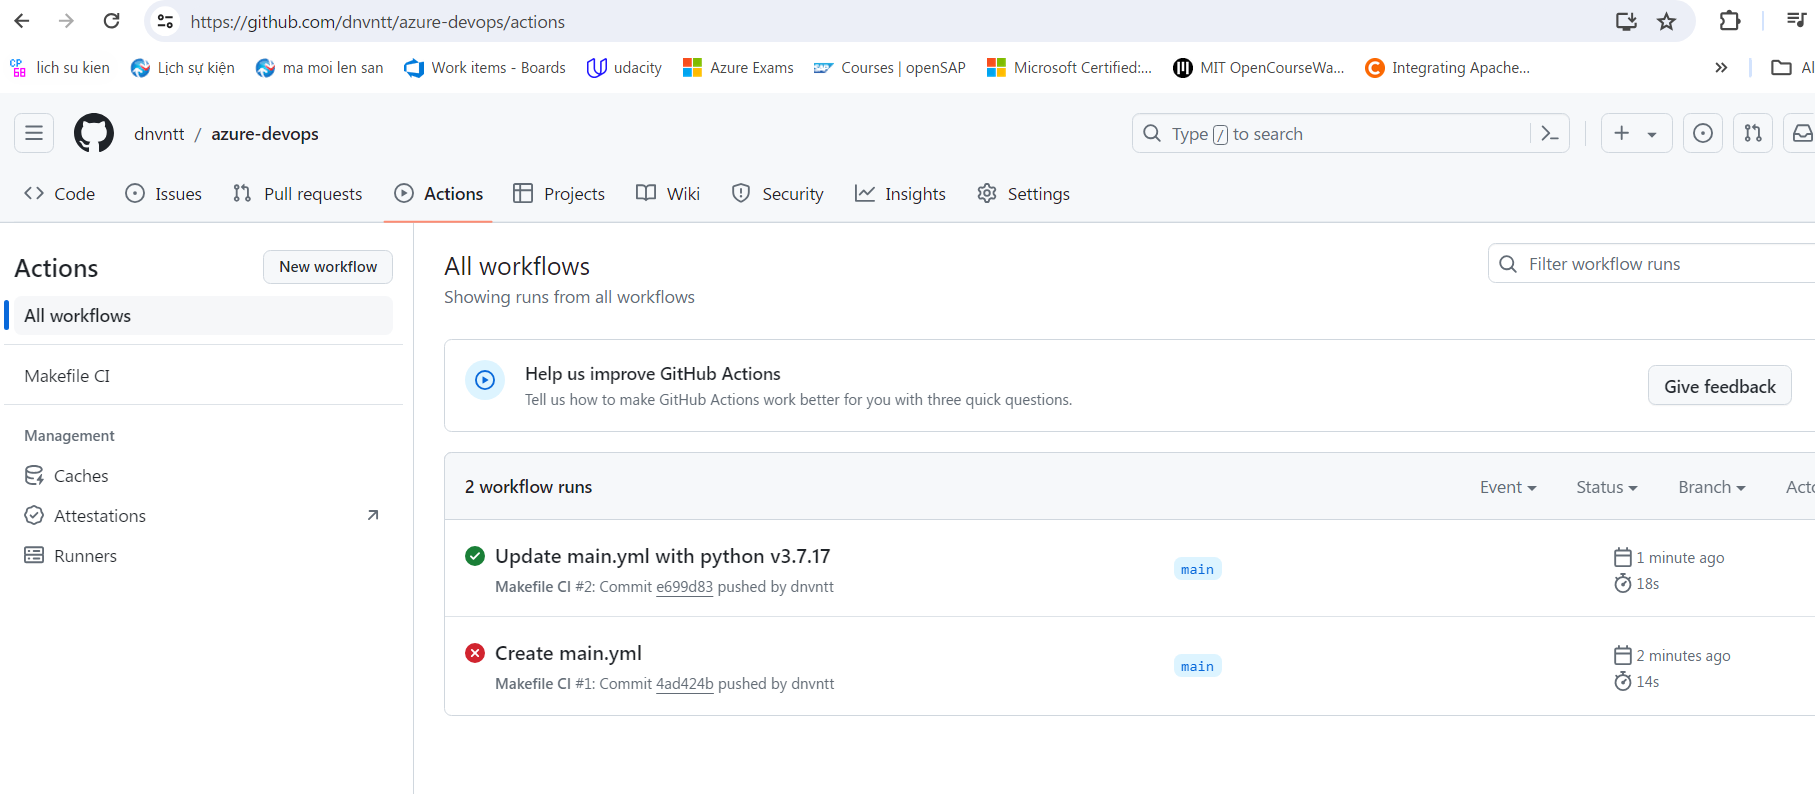 https://github.com/dnvntt/azure-devops/actions
CP 68 lich su kien Lịch sự kiện ma moi len san Work items - Boards udacity Azure Exams SAP Courses | openSAP Microsoft Certified:... MIT OpenCourseWa... C Integrating Apache... »
dnvntt / azure-devops Type / to search
Code Issues Pull requests Actions Projects Wiki Security Insights Settings
Actions New workflow
All workflows
Makefile CI
Management
Caches
Attestations
Runners
All workflows Filter workflow runs
Showing runs from all workflows
Help us improve GitHub Actions
Tell us how to make GitHub Actions work better for you with three quick questions.
Give feedback
2 workflow runs Event Status Branch
Update main.yml with python v3.7.17
Makefile CI #2: Commit e699d83 pushed by dnvntt
main
1 minute ago
18s
Create main.yml
Makefile CI #1: Commit 4ad424b pushed by dnvntt
main
2 minutes ago
14s